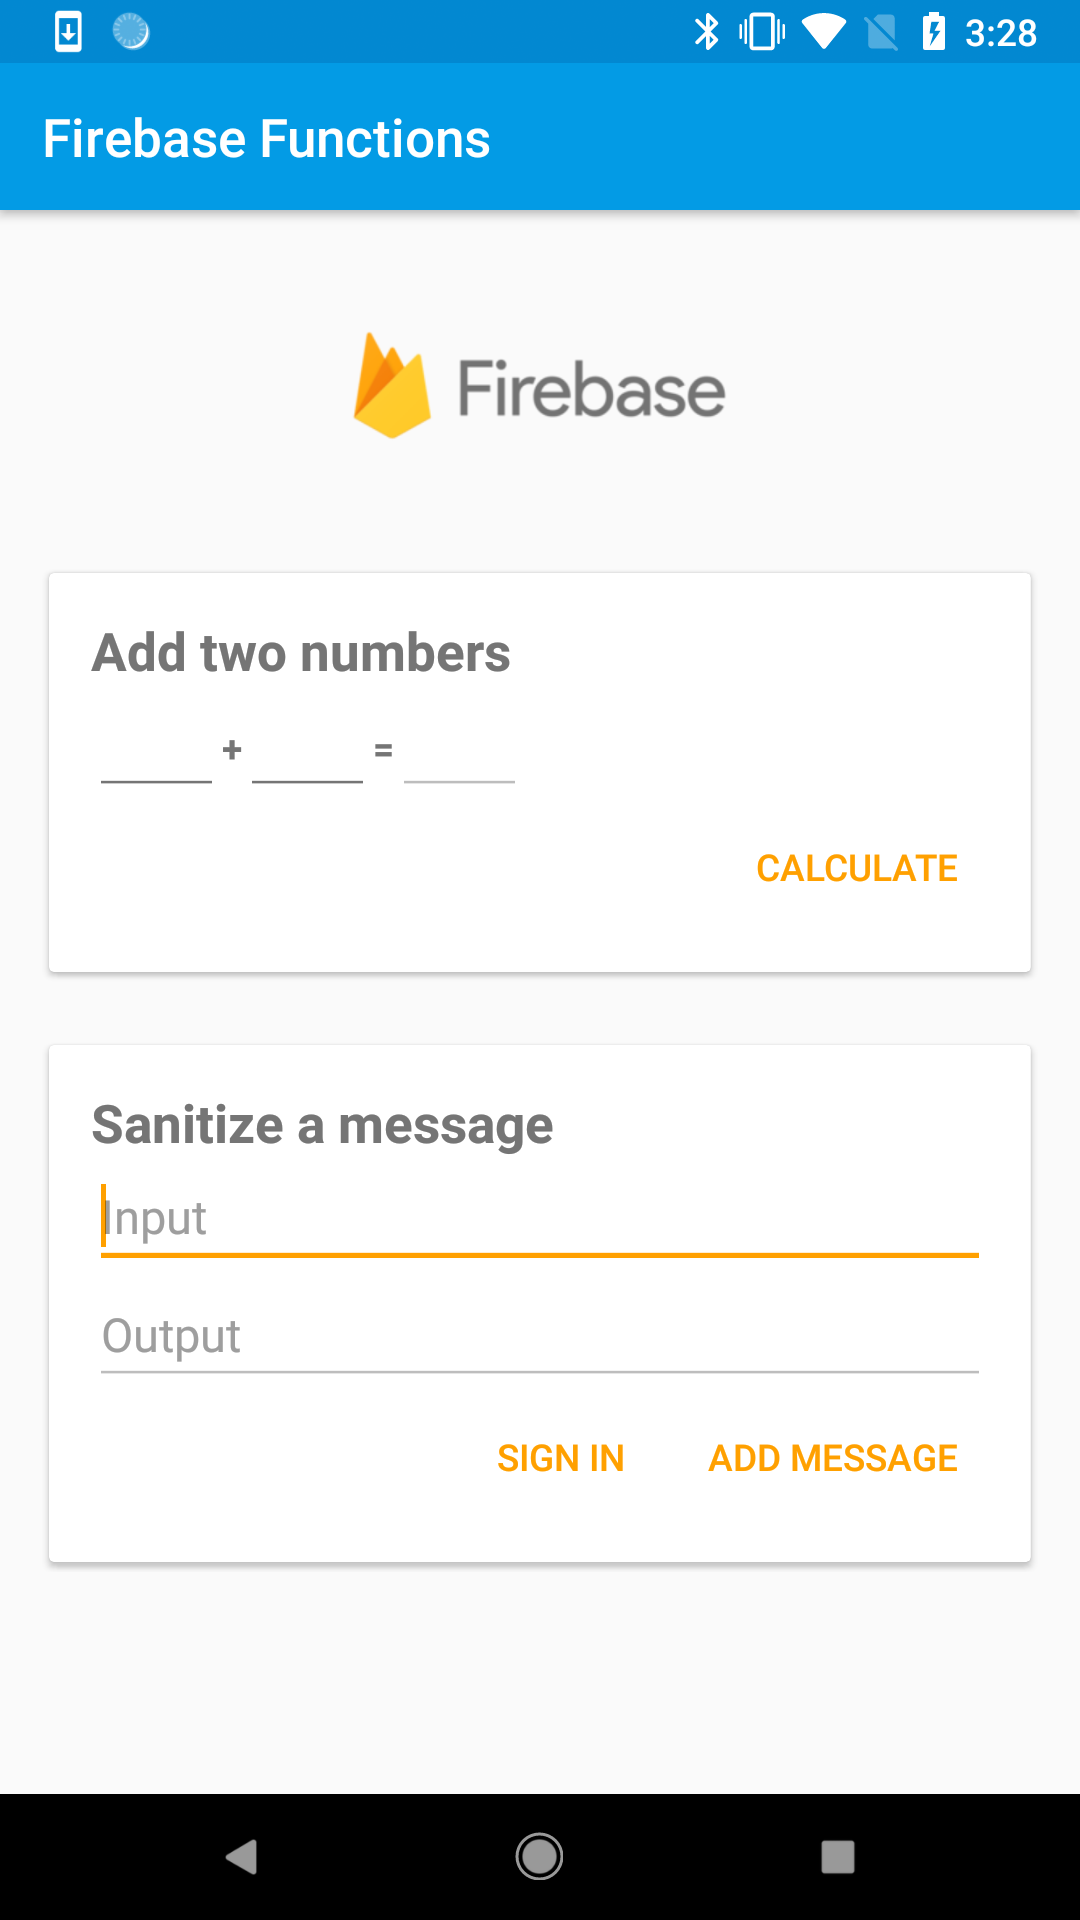 3:28
Firebase Functions
Firebase
Add two numbers
+ =
CALCULATE
Sanitize a message
Input
Output
SIGN IN ADD MESSAGE